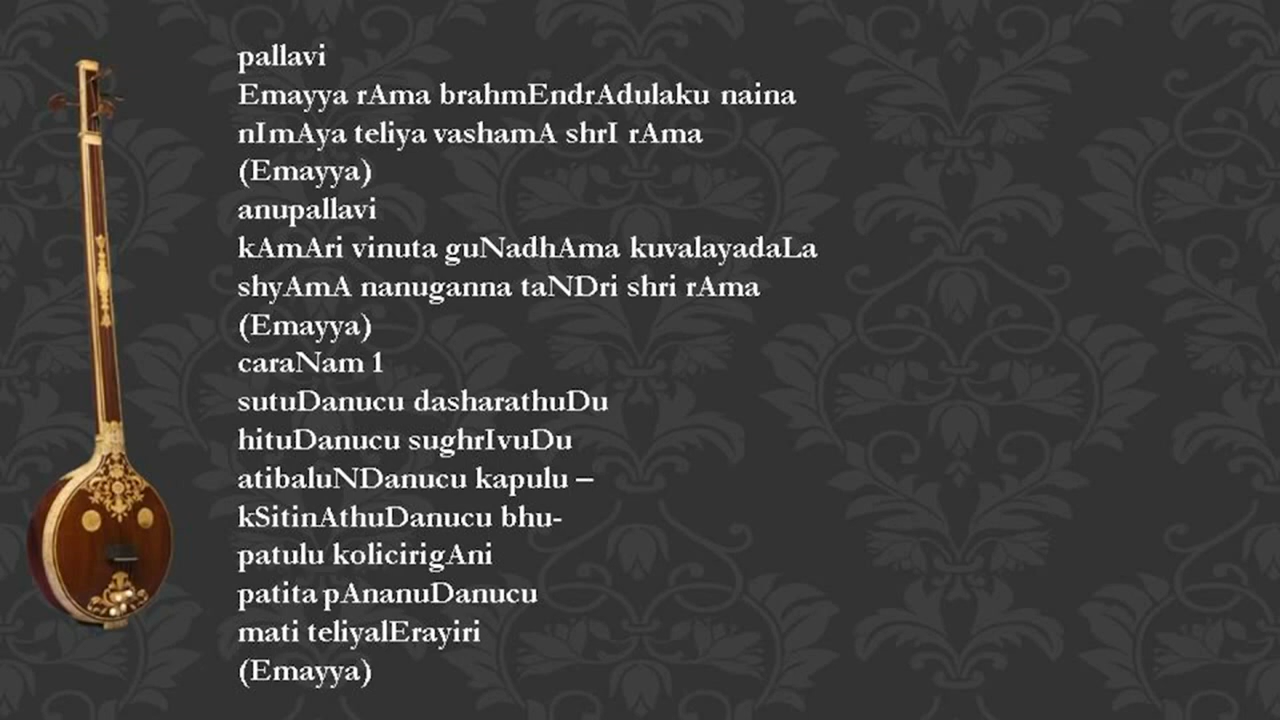 pallavi
Emayya rAma brahmEndrAdulaku naina
nImAya teliya vashamA shrI rAma
(Emayya)
anupallavi
kAmAri vinuta guNadhAma kuvalayadaLa
shyAmA nanuganna taNDri shri rAma
(Emayya)
caraNam 1
sutuDanucu dasharathuDu
hituDanucu sughrIvuDu
atibaluNDanucu kapulu –
kSitinAthuDanucu bhu-
patulu kolicirigAni
patita pAnanuDanucu
mati teliyalErayiri
(Emayya)